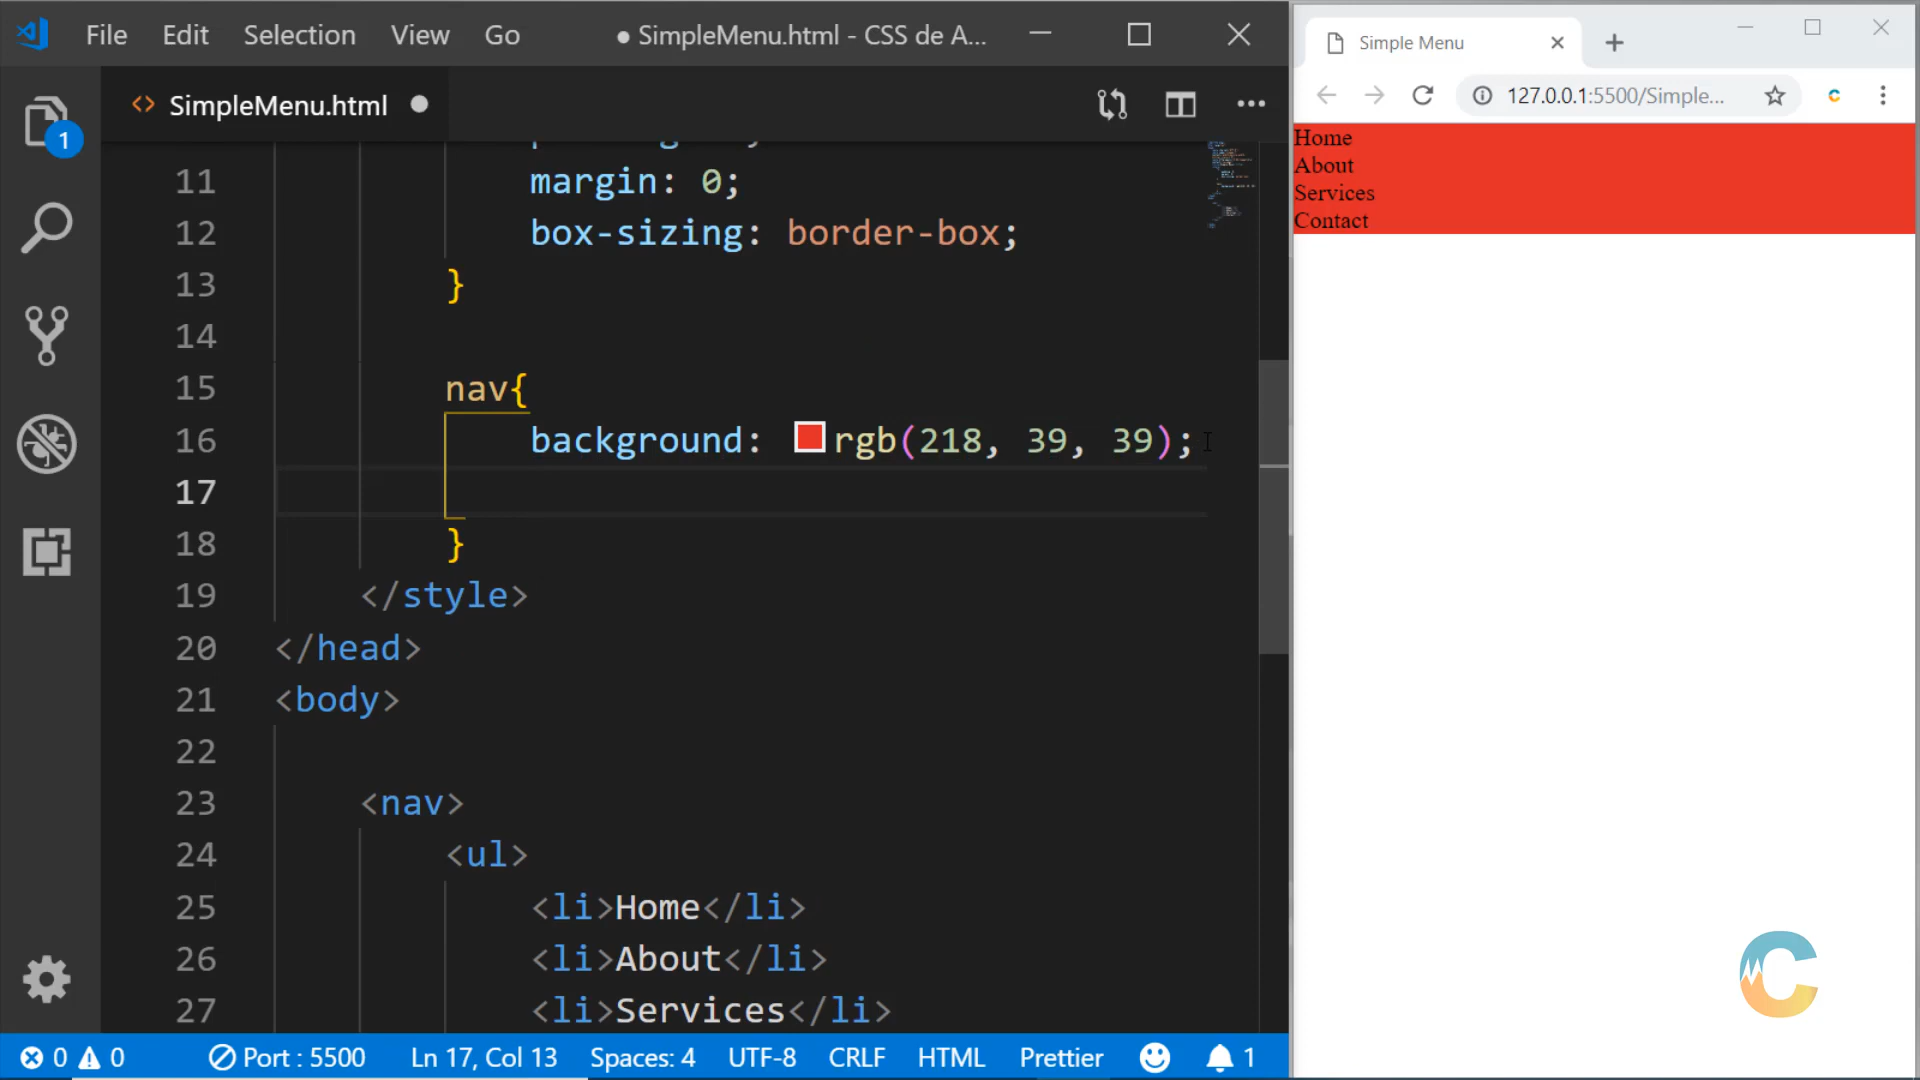 File Edit Selection View Go ● SimpleMenu.html - CSS de A...
<> SimpleMenu.html ●
1
11 margin: 0;
12 box-sizing: border-box;
13 }
14
15 nav{
16 background: rgb(218, 39, 39);
17
18 }
19 </style>
20 </head>
21 <body>
22
23 <nav>
24 <ul>
25 <li>Home</li>
26 <li>About</li>
27 <li>Services</li>
0 0 Port : 5500 Ln 17, Col 13 Spaces: 4 UTF-8 CRLF HTML Prettier 1
Simple Menu
127.0.0.1:5500/Simple...
Home
About
Services
Contact
C